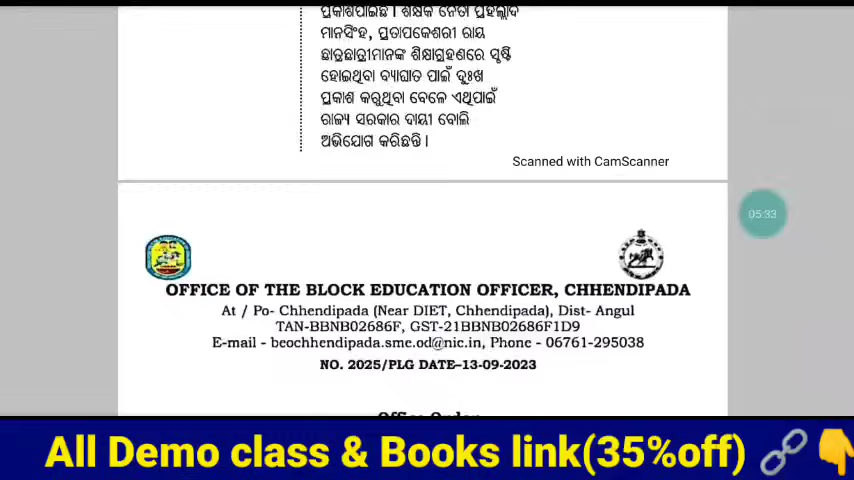 ପ୍ରକାଶପାଇଛି । ଶିକ୍ଷକ ନେତା ପ୍ରହଲ୍ଲାଦ
ମାନସିଂହ, ପ୍ରତାପକେଶରୀ ରାୟ
ଛାତ୍ରଛାତ୍ରୀମାନଙ୍କ ଶିକ୍ଷାଗ୍ରହଣରେ ସୃଷ୍ଟି
ହୋଇଥିବା ବ୍ୟାଘାତ ପାଇଁ ଦୁଃଖ
ପ୍ରକାଶ କରୁଥିବା ବେଳେ ଏଥିପାଇଁ
ରାଜ୍ୟ ସରକାର ଦାୟୀ ବୋଲି
ଅଭିଯୋଗ କରିଛନ୍ତି ।
Scanned with CamScanner
05:33
OFFICE OF THE BLOCK EDUCATION OFFICER, CHHENDIPADA
At / Po- Chhendipada (Near DIET, Chhendipada), Dist- Angul
TAN-BBNB02686F, GST-21BBNB02686F1D9
E-mail - beochhendipada.sme.od@nic.in, Phone - 06761-295038
NO. 2025/PLG DATE-13-09-2023
Office Order
All Demo class & Books link(35%off)